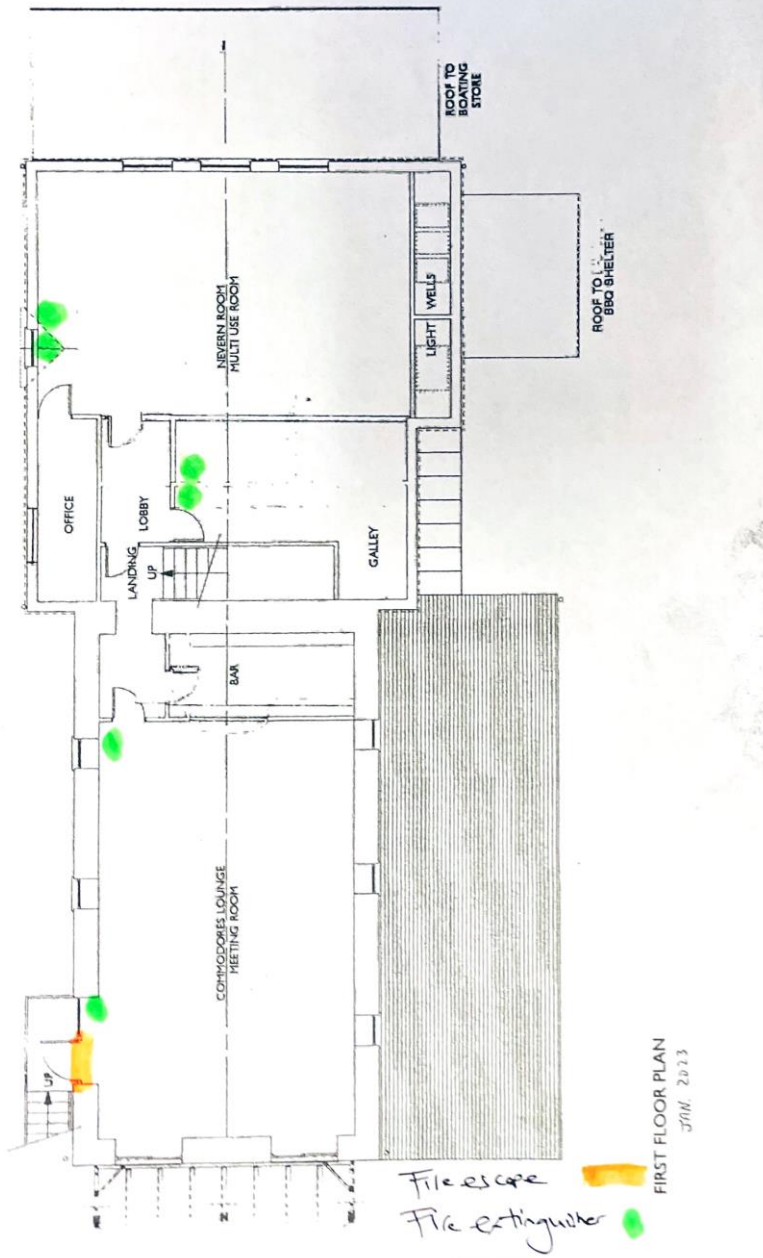 ROOF TO
BOATING
STORE
NEVERN ROOM
MULTI USE ROOM
LIGHT WELLS
ROOF TO
BBQ SHELTER
OFFICE
LOBBY
LANDING
UP
GALLEY
BAR
COMMODORES LOUNGE
MEETING ROOM
UP
FIRST FLOOR PLAN
JAN. 2023
Fire escape
Fire extinguisher